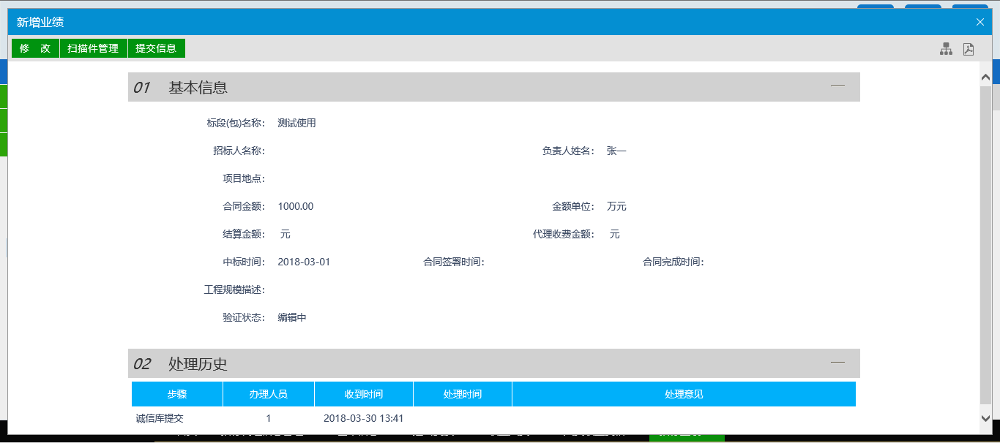 新增业绩
修 改 扫描件管理 提交信息
01 基本信息
标段(包)名称: 测试使用
招标人名称: 负责人姓名: 张一
项目地点:
合同金额: 1000.00 金额单位: 万元
结算金额: 元 代理收费金额: 元
中标时间: 2018-03-01 合同签署时间: 合同完成时间:
工程规模描述:
验证状态: 编辑中
02 处理历史
步骤 办理人员 收到时间 处理时间 处理意见
诚信库提交 1 2018-03-30 13:41